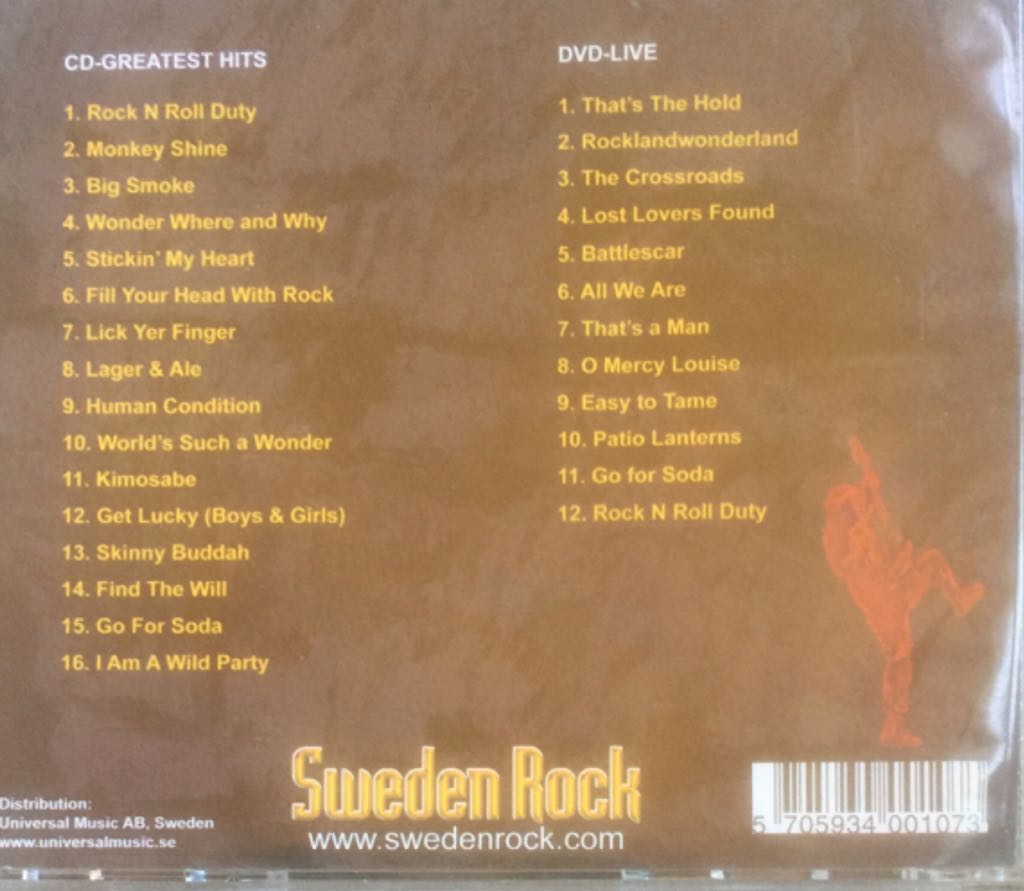 CD-GREATEST HITS
1. Rock N Roll Duty
2. Monkey Shine
3. Big Smoke
4. Wonder Where and Why
5. Stickin' My Heart
6. Fill Your Head With Rock
7. Lick Yer Finger
8. Lager & Ale
9. Human Condition
10. World's Such a Wonder
11. Kimosabe
12. Get Lucky (Boys & Girls)
13. Skinny Buddah
14. Find The Will
15. Go For Soda
16. I Am A Wild Party
DVD-LIVE
1. That's The Hold
2. Rocklandwonderland
3. The Crossroads
4. Lost Lovers Found
5. Battlescar
6. All We Are
7. That's a Man
8. O Mercy Louise
9. Easy to Tame
10. Patio Lanterns
11. Go for Soda
12. Rock N Roll Duty
Sweden Rock
www.swedenrock.com
Distribution:
Universal Music AB, Sweden
www.universalmusic.se
5 705934 001073